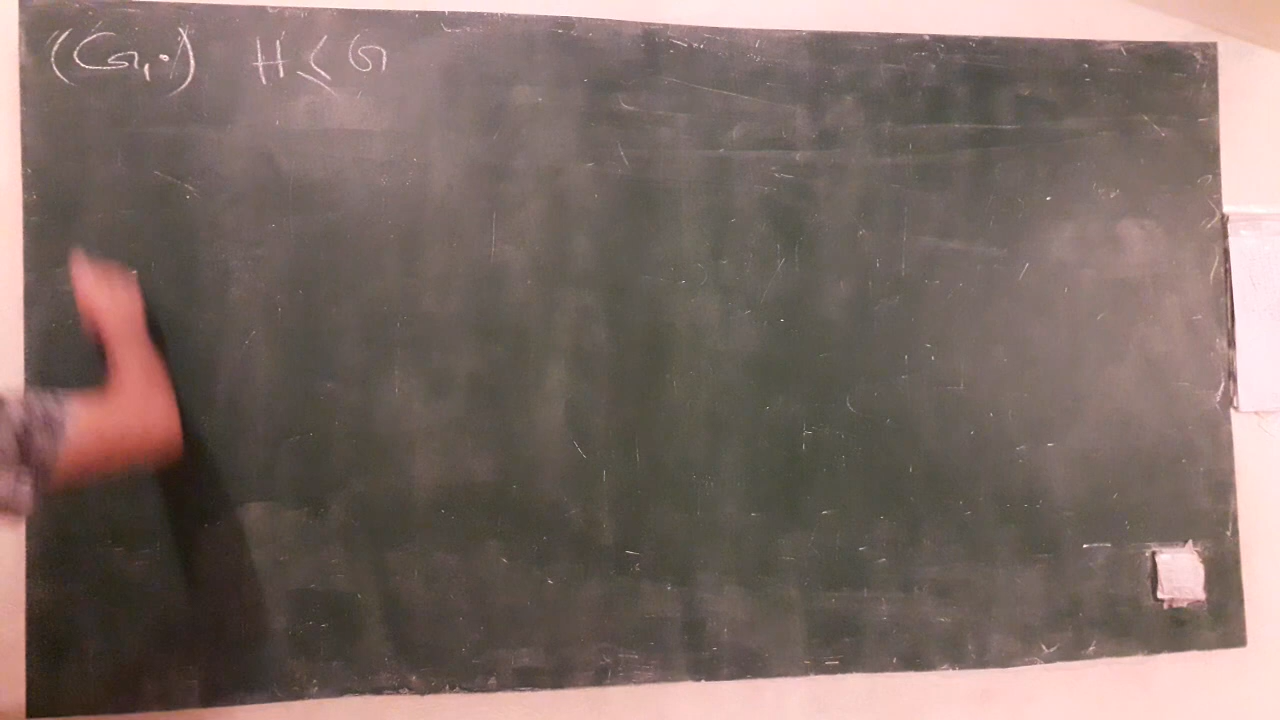 (G, ·) H ≤ G